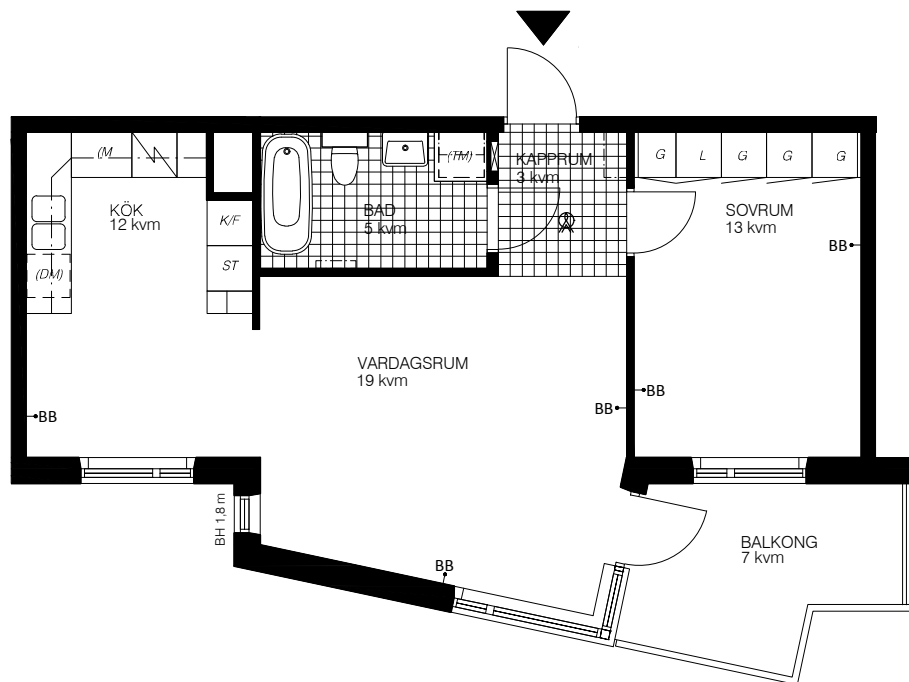 (M
(TM)
KAPPRUM
3 kvm
G
L
G
G
G
KÖK
12 kvm
K/F
BAD
5 kvm
SOVRUM
13 kvm
BB
(DM)
ST
VARDAGSRUM
19 kvm
BB
BB
BB
BH 1,8 m
BALKONG
7 kvm
BB